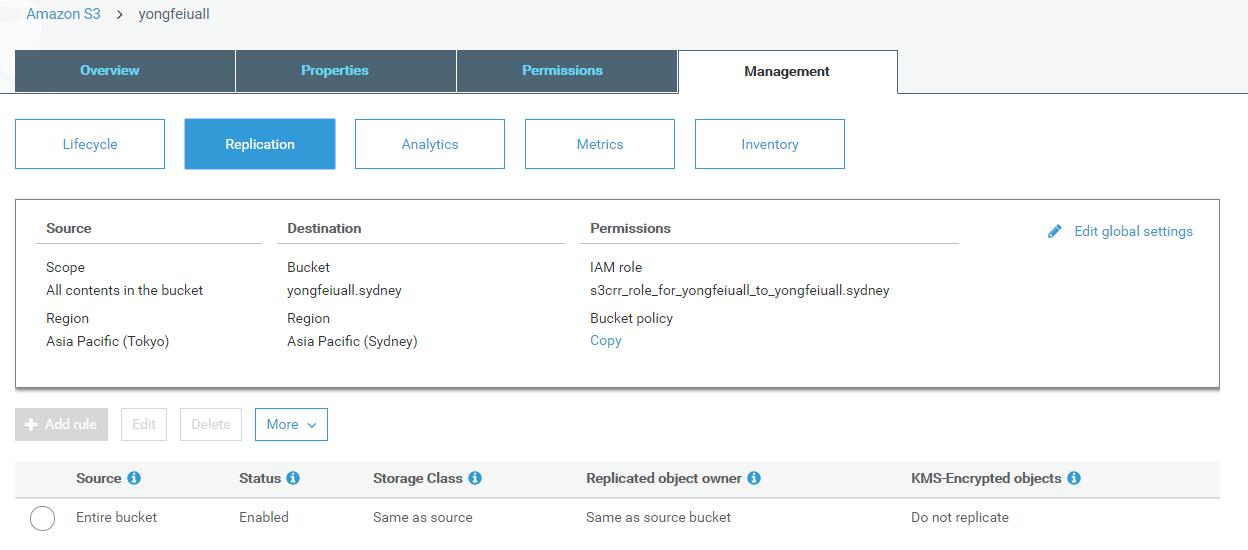 Amazon S3 > yongfeiuall
Overview Properties Permissions Management
Lifecycle Replication Analytics Metrics Inventory
Source Destination Permissions Edit global settings
Scope Bucket IAM role
All contents in the bucket yongfeiuall.sydney s3crr_role_for_yongfeiuall_to_yongfeiuall.sydney
Region Region Bucket policy
Asia Pacific (Tokyo) Asia Pacific (Sydney) Copy
+ Add rule Edit Delete More
Source Status Storage Class Replicated object owner KMS-Encrypted objects
Entire bucket Enabled Same as source Same as source bucket Do not replicate